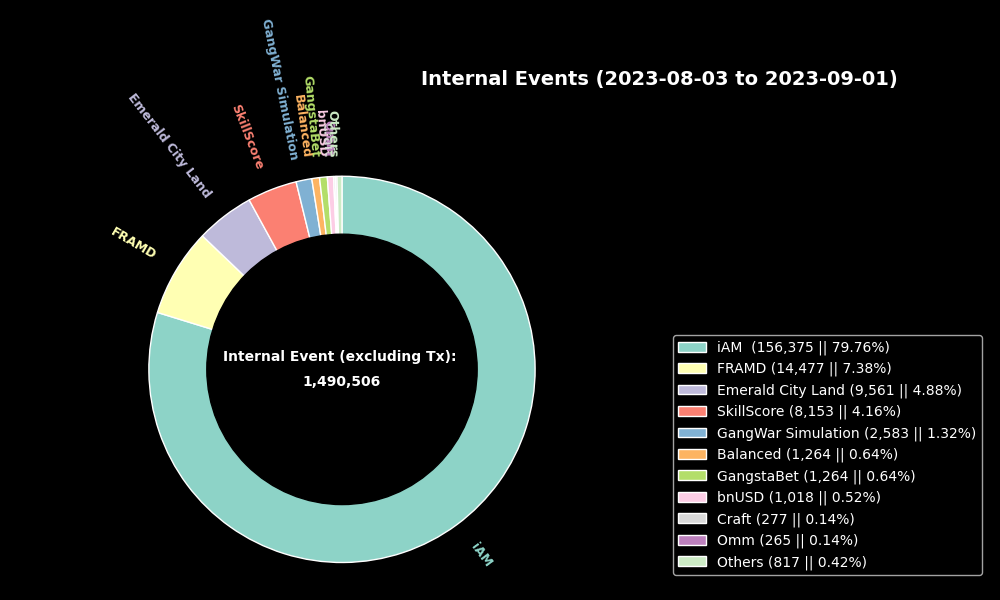 Internal Events (2023-08-03 to 2023-09-01)
GangWar Simulation
GangstaBet
Balanced
bnUSD
Others
SkillScore
Emerald City Land
FRAMD
Internal Event (excluding Tx):
1,490,506
iAM
iAM  (156,375 || 79.76%)
FRAMD (14,477 || 7.38%)
Emerald City Land (9,561 || 4.88%)
SkillScore (8,153 || 4.16%)
GangWar Simulation (2,583 || 1.32%)
Balanced (1,264 || 0.64%)
GangstaBet (1,264 || 0.64%)
bnUSD (1,018 || 0.52%)
Craft (277 || 0.14%)
Omm (265 || 0.14%)
Others (817 || 0.42%)